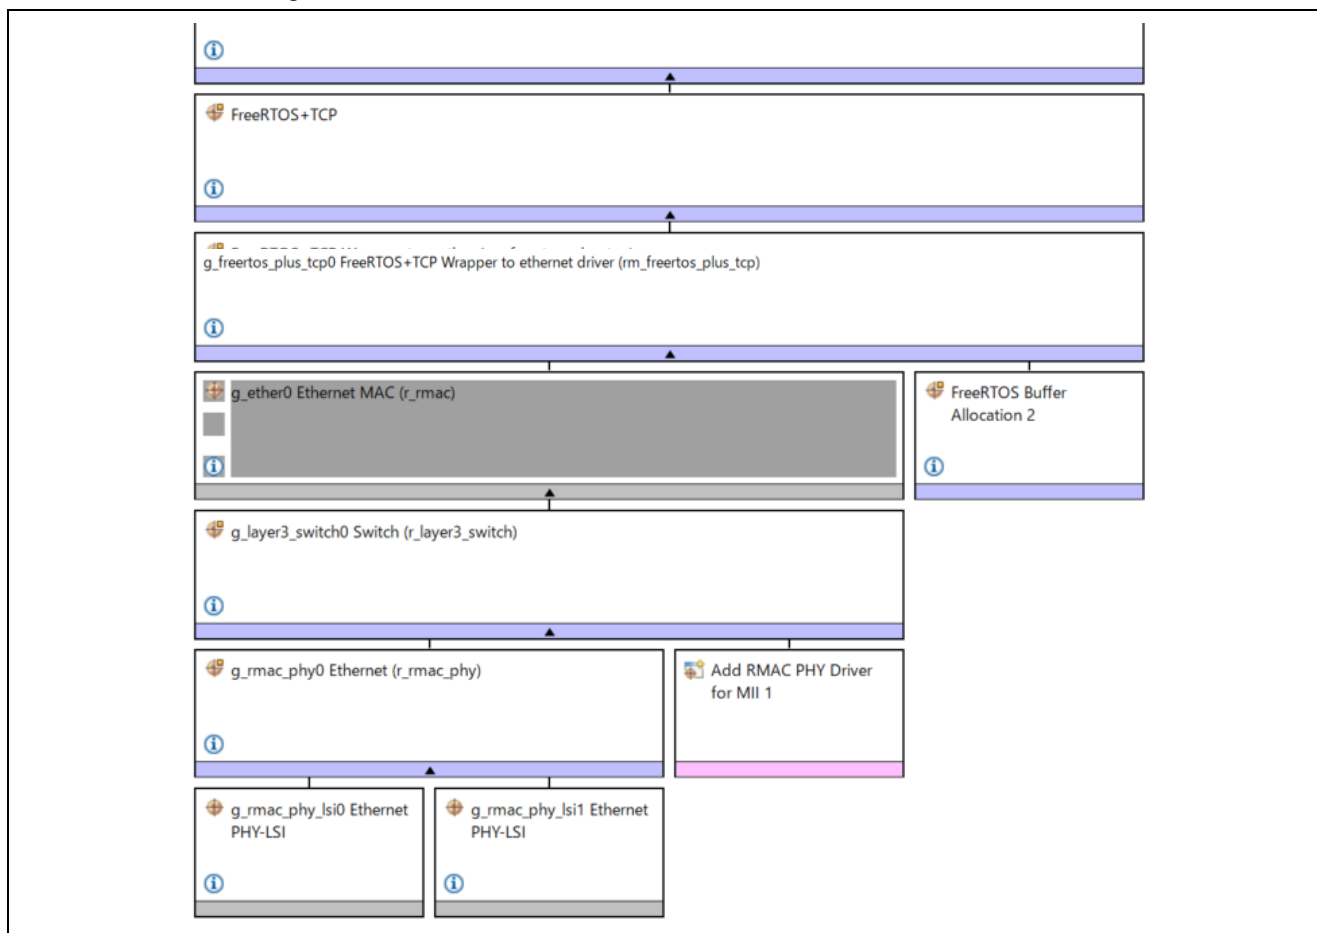 FreeRTOS+TCP
g_freertos_plus_tcp0 FreeRTOS+TCP Wrapper to ethernet driver (rm_freertos_plus_tcp)
g_ether0 Ethernet MAC (r_rmac)
FreeRTOS Buffer
Allocation 2
g_layer3_switch0 Switch (r_layer3_switch)
g_rmac_phy0 Ethernet (r_rmac_phy)
Add RMAC PHY Driver
for MII 1
g_rmac_phy_lsi0 Ethernet
PHY-LSI
g_rmac_phy_lsi1 Ethernet
PHY-LSI